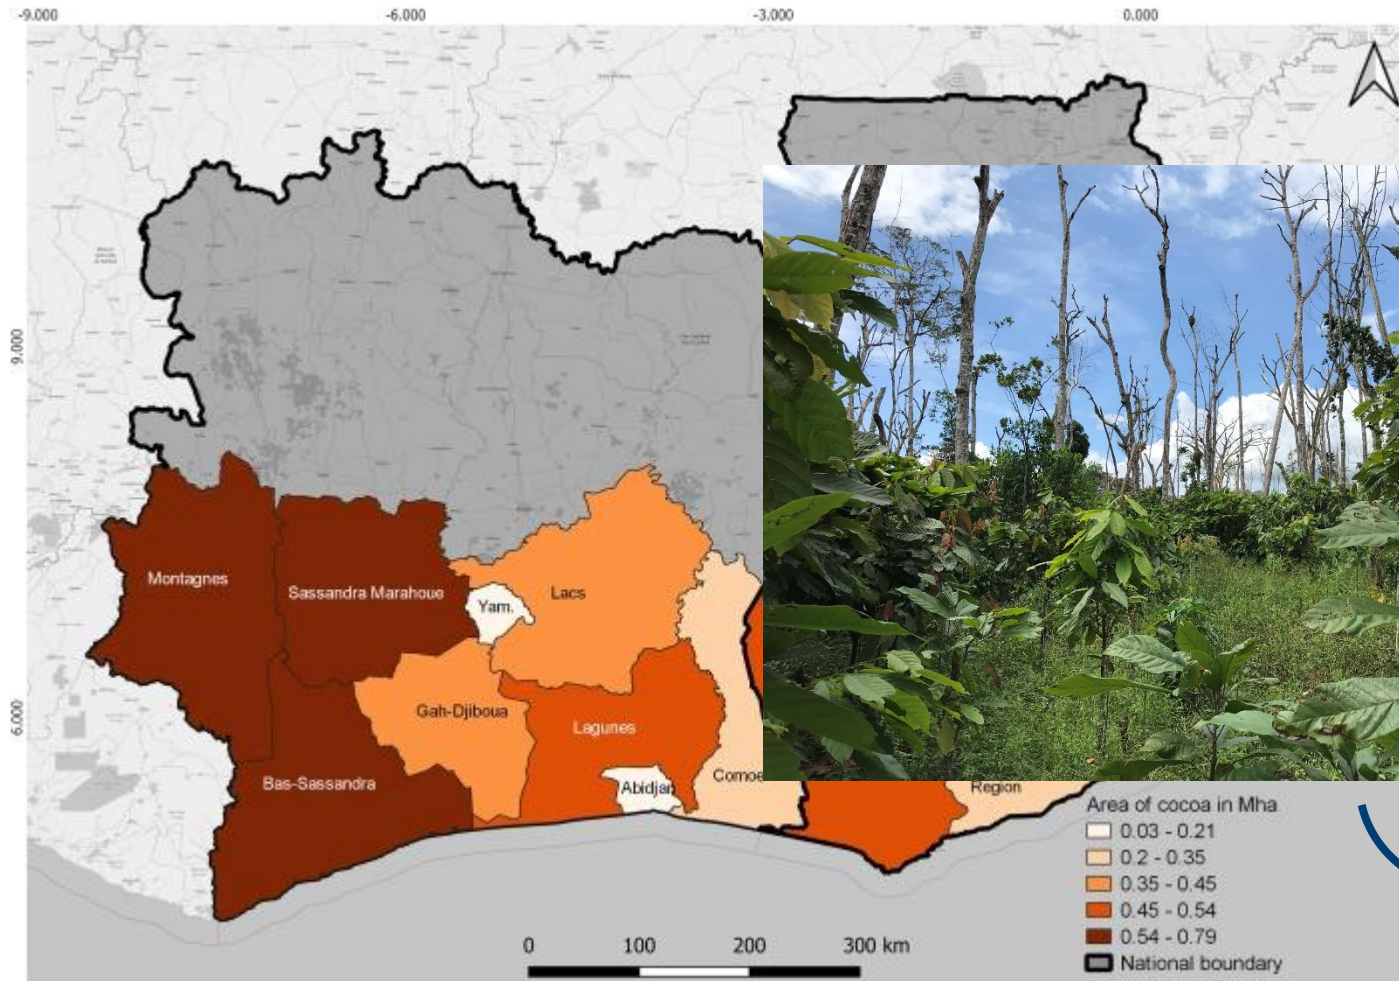 -9.000
-6.000
-3.000
0.000
9.000
6.000
Montagnes
Sassandra Marahoue
Yam.
Lacs
Gah-Djiboua
Lagunes
Bas-Sassandra
Abidjan
Comoe
Region
Area of cocoa in Mha
0.03 - 0.21
0.2 - 0.35
0.35 - 0.45
0.45 - 0.54
0.54 - 0.79
National boundary
0 100 200 300 km